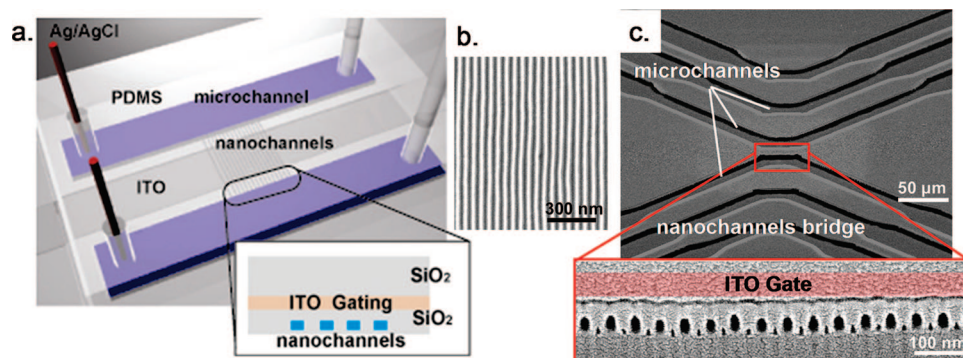 a.
Ag/AgCl
PDMS
microchannel
nanochannels
ITO
SiO₂
ITO Gating
SiO₂
nanochannels
b.
300 nm
c.
microchannels
50 µm
nanochannels bridge
ITO Gate
100 nm